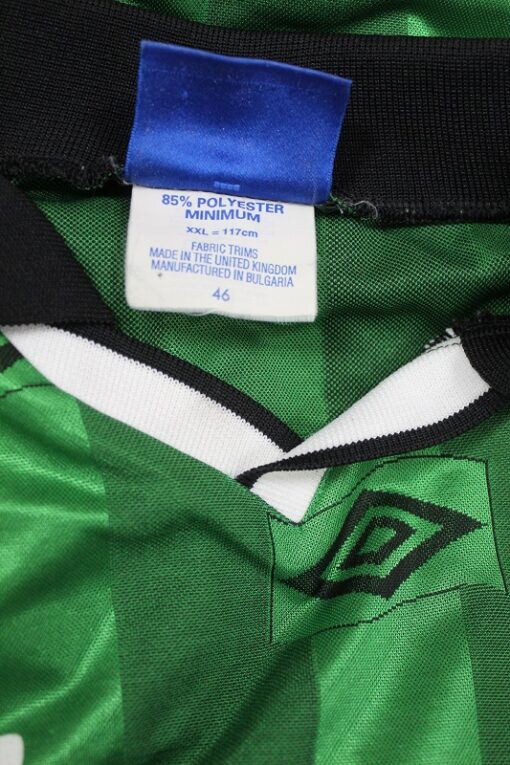 85% POLYESTER
MINIMUM
XXL = 117cm
FABRIC TRIMS
MADE IN THE UNITED KINGDOM
MANUFACTURED IN BULGARIA
46